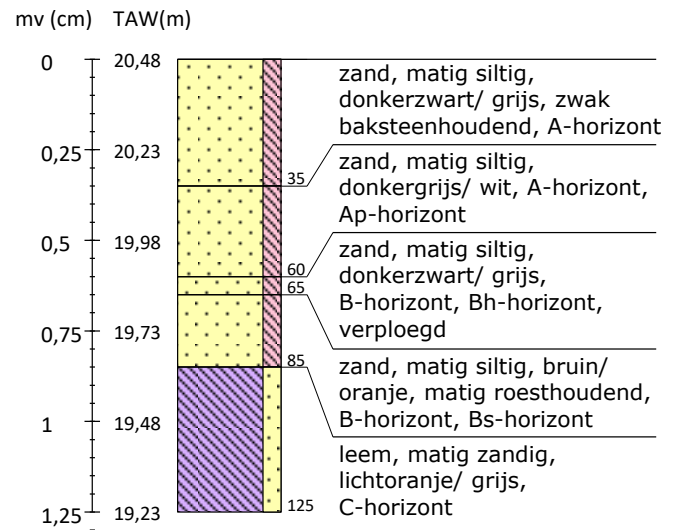 mv (cm) TAW(m)
0 20,48
zand, matig siltig,
donkerzwart/ grijs, zwak
baksteenhoudend, A-horizont
0,25 20,23
35
zand, matig siltig,
donkergrijs/ wit, A-horizont,
Ap-horizont
0,5 19,98
60
zand, matig siltig,
donkerzwart/ grijs,
B-horizont, Bh-horizont,
verploegd
65
0,75 19,73
85
zand, matig siltig, bruin/
oranje, matig roesthoudend,
B-horizont, Bs-horizont
1 19,48
leem, matig zandig,
lichtoranje/ grijs,
C-horizont
125
1,25 19,23